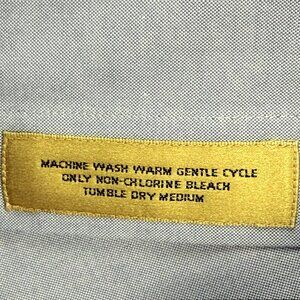 MACHINE WASH WARM GENTLE CYCLE
ONLY NON-CHLORINE BLEACH
TUMBLE DRY MEDIUM